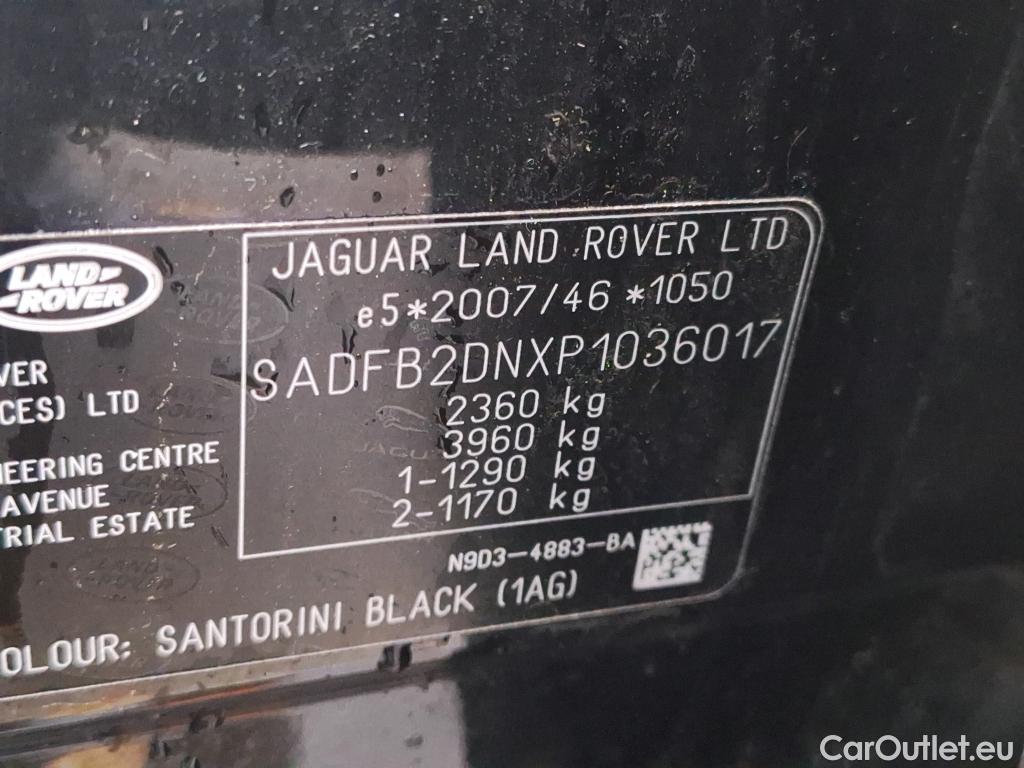 LAND-
-ROVER
JAGUAR LAND ROVER LTD
e5*2007/46 *1050
SADFB2DNXP1036017
2360 kg
3960 kg
1-1290 kg
2-1170 kg
VER
CES) LTD
NEERING CENTRE
AVENUE
TRIAL ESTATE
N9D3-4883-BA
OLOUR: SANTORINI BLACK (1AG)
CarOutlet.eu